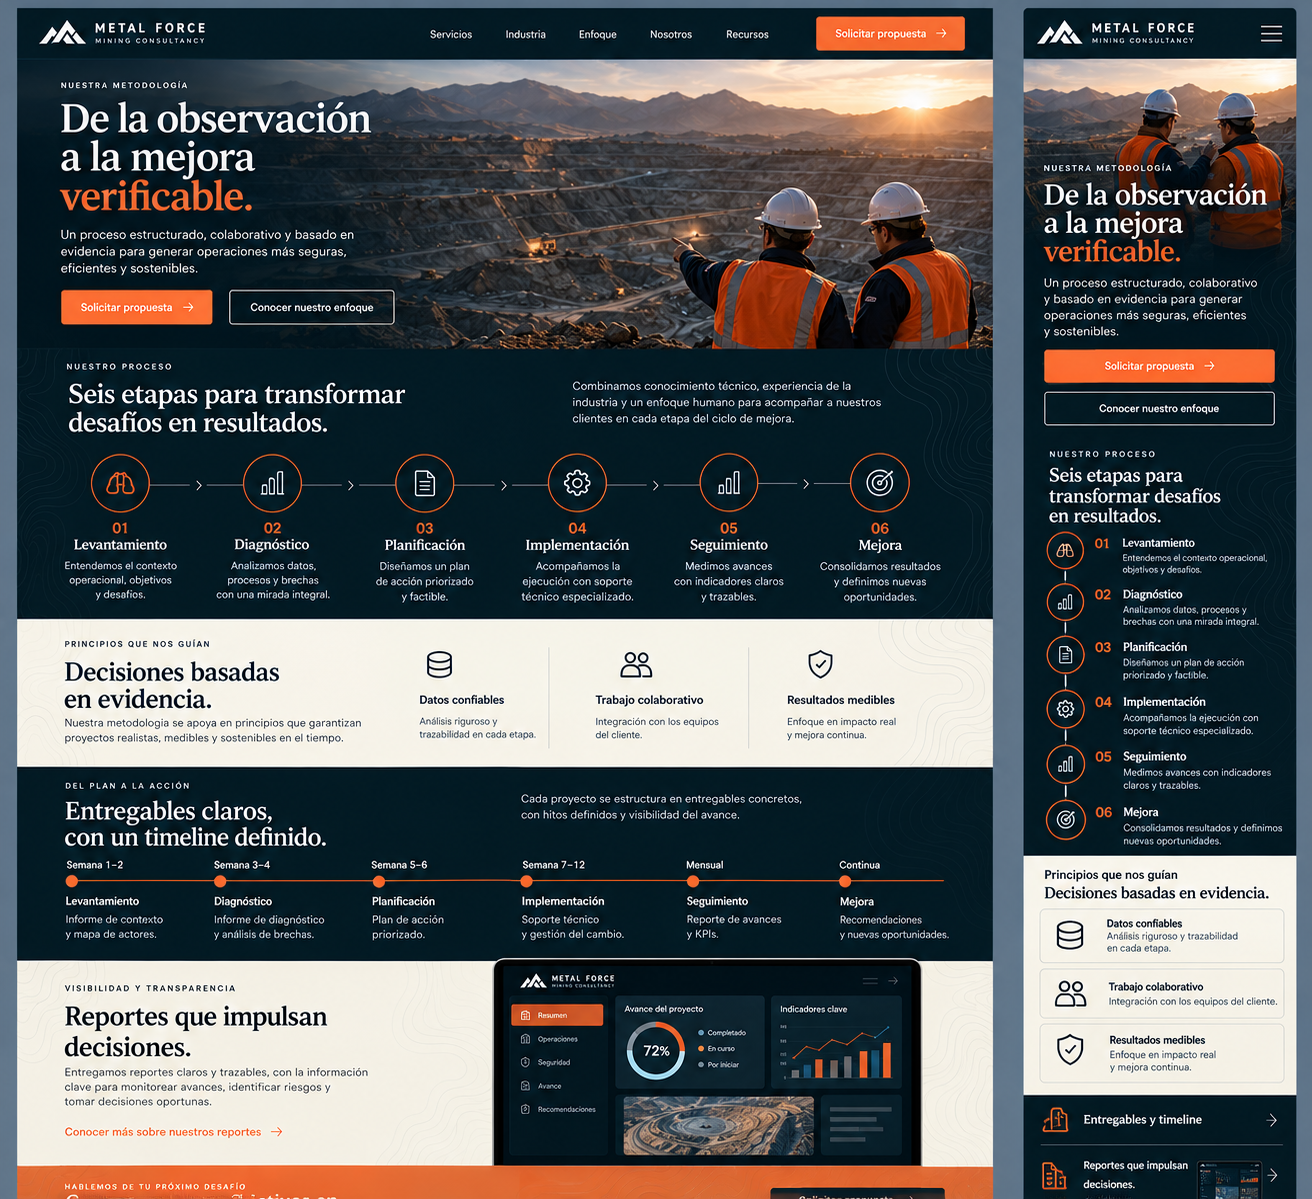 METAL FORCE
MINING CONSULTANCY
Servicios
Industria
Enfoque
Nosotros
Recursos
Solicitar propuesta →
NUESTRA METODOLOGÍA
De la observación
a la mejora
verificable.
Un proceso estructurado, colaborativo y basado en
evidencia para generar operaciones más seguras,
eficientes y sostenibles.
Solicitar propuesta →
Conocer nuestro enfoque
NUESTRO PROCESO
Seis etapas para transformar
desafíos en resultados.
Combinamos conocimiento técnico, experiencia de la
industria y un enfoque humano para acompañar a nuestros
clientes en cada etapa del ciclo de mejora.
01
Levantamiento
Entendemos el contexto
operacional, objetivos
y desafíos.
02
Diagnóstico
Analizamos datos,
procesos y brechas
con una mirada integral.
03
Planificación
Diseñamos un plan
de acción priorizado
y factible.
04
Implementación
Acompañamos la
ejecución con soporte
técnico especializado.
05
Seguimiento
Medimos avances
con indicadores claros
y trazables.
06
Mejora
Consolidamos resultados
y definimos nuevas
oportunidades.
PRINCIPIOS QUE NOS GUÍAN
Decisiones basadas
en evidencia.
Nuestra metodologia se apoya en principios que garantizan
proyectos realistas, medibles y sostenibles en el tiempo.
Datos confiables
Análisis riguroso y
trazabilidad en cada etapa.
Trabajo colaborativo
Integración con los equipos
del cliente.
Resultados medibles
Enfoque en impacto real
y mejora continua.
DEL PLAN A LA ACCIÓN
Entregables claros,
con un timeline definido.
Cada proyecto se estructura en entregables concretos,
con hitos definidos y visibilidad del avance.
Semana 1–2
Levantamiento
Informe de contexto
y mapa de actores.
Semana 3–4
Diagnóstico
Informe de diagnóstico
y análisis de brechas.
Semana 5–6
Planificación
Plan de acción
priorizado.
Semana 7–12
Implementación
Soporte técnico
y gestión del cambio.
Mensual
Seguimiento
Reporte de avances
y KPIs.
Continua
Mejora
Recomendaciones
y nuevas oportunidades.
VISIBILIDAD Y TRANSPARENCIA
Reportes que impulsan
decisiones.
Entregamos reportes claros y trazables, con la información
clave para monitorear avances, identificar riesgos y
tomar decisiones oportunas.
Conocer más sobre nuestros reportes →
METAL FORCE
MINING CONSULTANCY
Resumen
Operaciones
Seguridad
Avance
Recomendaciones
Avance del proyecto
72%
Completado
En curso
Por iniciar
Indicadores clave
HABLEMOS DE TU PRÓXIMO DESAFÍO
METAL FORCE
MINING CONSULTANCY
NUESTRA METODOLOGÍA
De la observación
a la mejora
verificable.
Un proceso estructurado, colaborativo
y basado en evidencia para generar
operaciones más seguras, eficientes
y sostenibles.
Solicitar propuesta →
Conocer nuestro enfoque
NUESTRO PROCESO
Seis etapas para
transformar desafíos
en resultados.
01 Levantamiento
Entendemos el contexto operacional,
objetivos y desafíos.
02 Diagnóstico
Analizamos datos, procesos y
brechas con una mirada integral.
03 Planificación
Diseñamos un plan de acción
priorizado y factible.
04 Implementación
Acompañamos la ejecución con
soporte técnico especializado.
05 Seguimiento
Medimos avances con indicadores
claros y trazables.
06 Mejora
Consolidamos resultados y definimos
nuevas oportunidades.
Principios que nos guían
Decisiones basadas en evidencia.
Datos confiables
Análisis riguroso y trazabilidad
en cada etapa.
Trabajo colaborativo
Integración con los equipos del cliente.
Resultados medibles
Enfoque en impacto real
y mejora continua.
Entregables y timeline →
Reportes que impulsan
decisiones. →